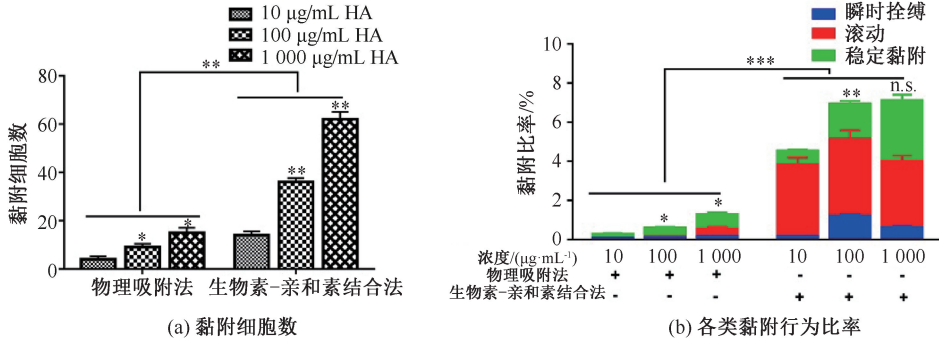 10 μg/mL HA
100 μg/mL HA
1 000 μg/mL HA
黏附细胞数
80
60
40
20
0
**
*
*
**
**
物理吸附法
生物素-亲和素结合法
(a) 黏附细胞数
瞬时拴缚
滚动
稳定黏附
黏附比率/%
10
8
6
4
2
0
***
*
*
**
n.s.
浓度/(μg·mL-1) 10 100 1 000 10 100 1 000
物理吸附法 + + + - - -
生物素-亲和素结合法 - - - + + +
(b) 各类黏附行为比率